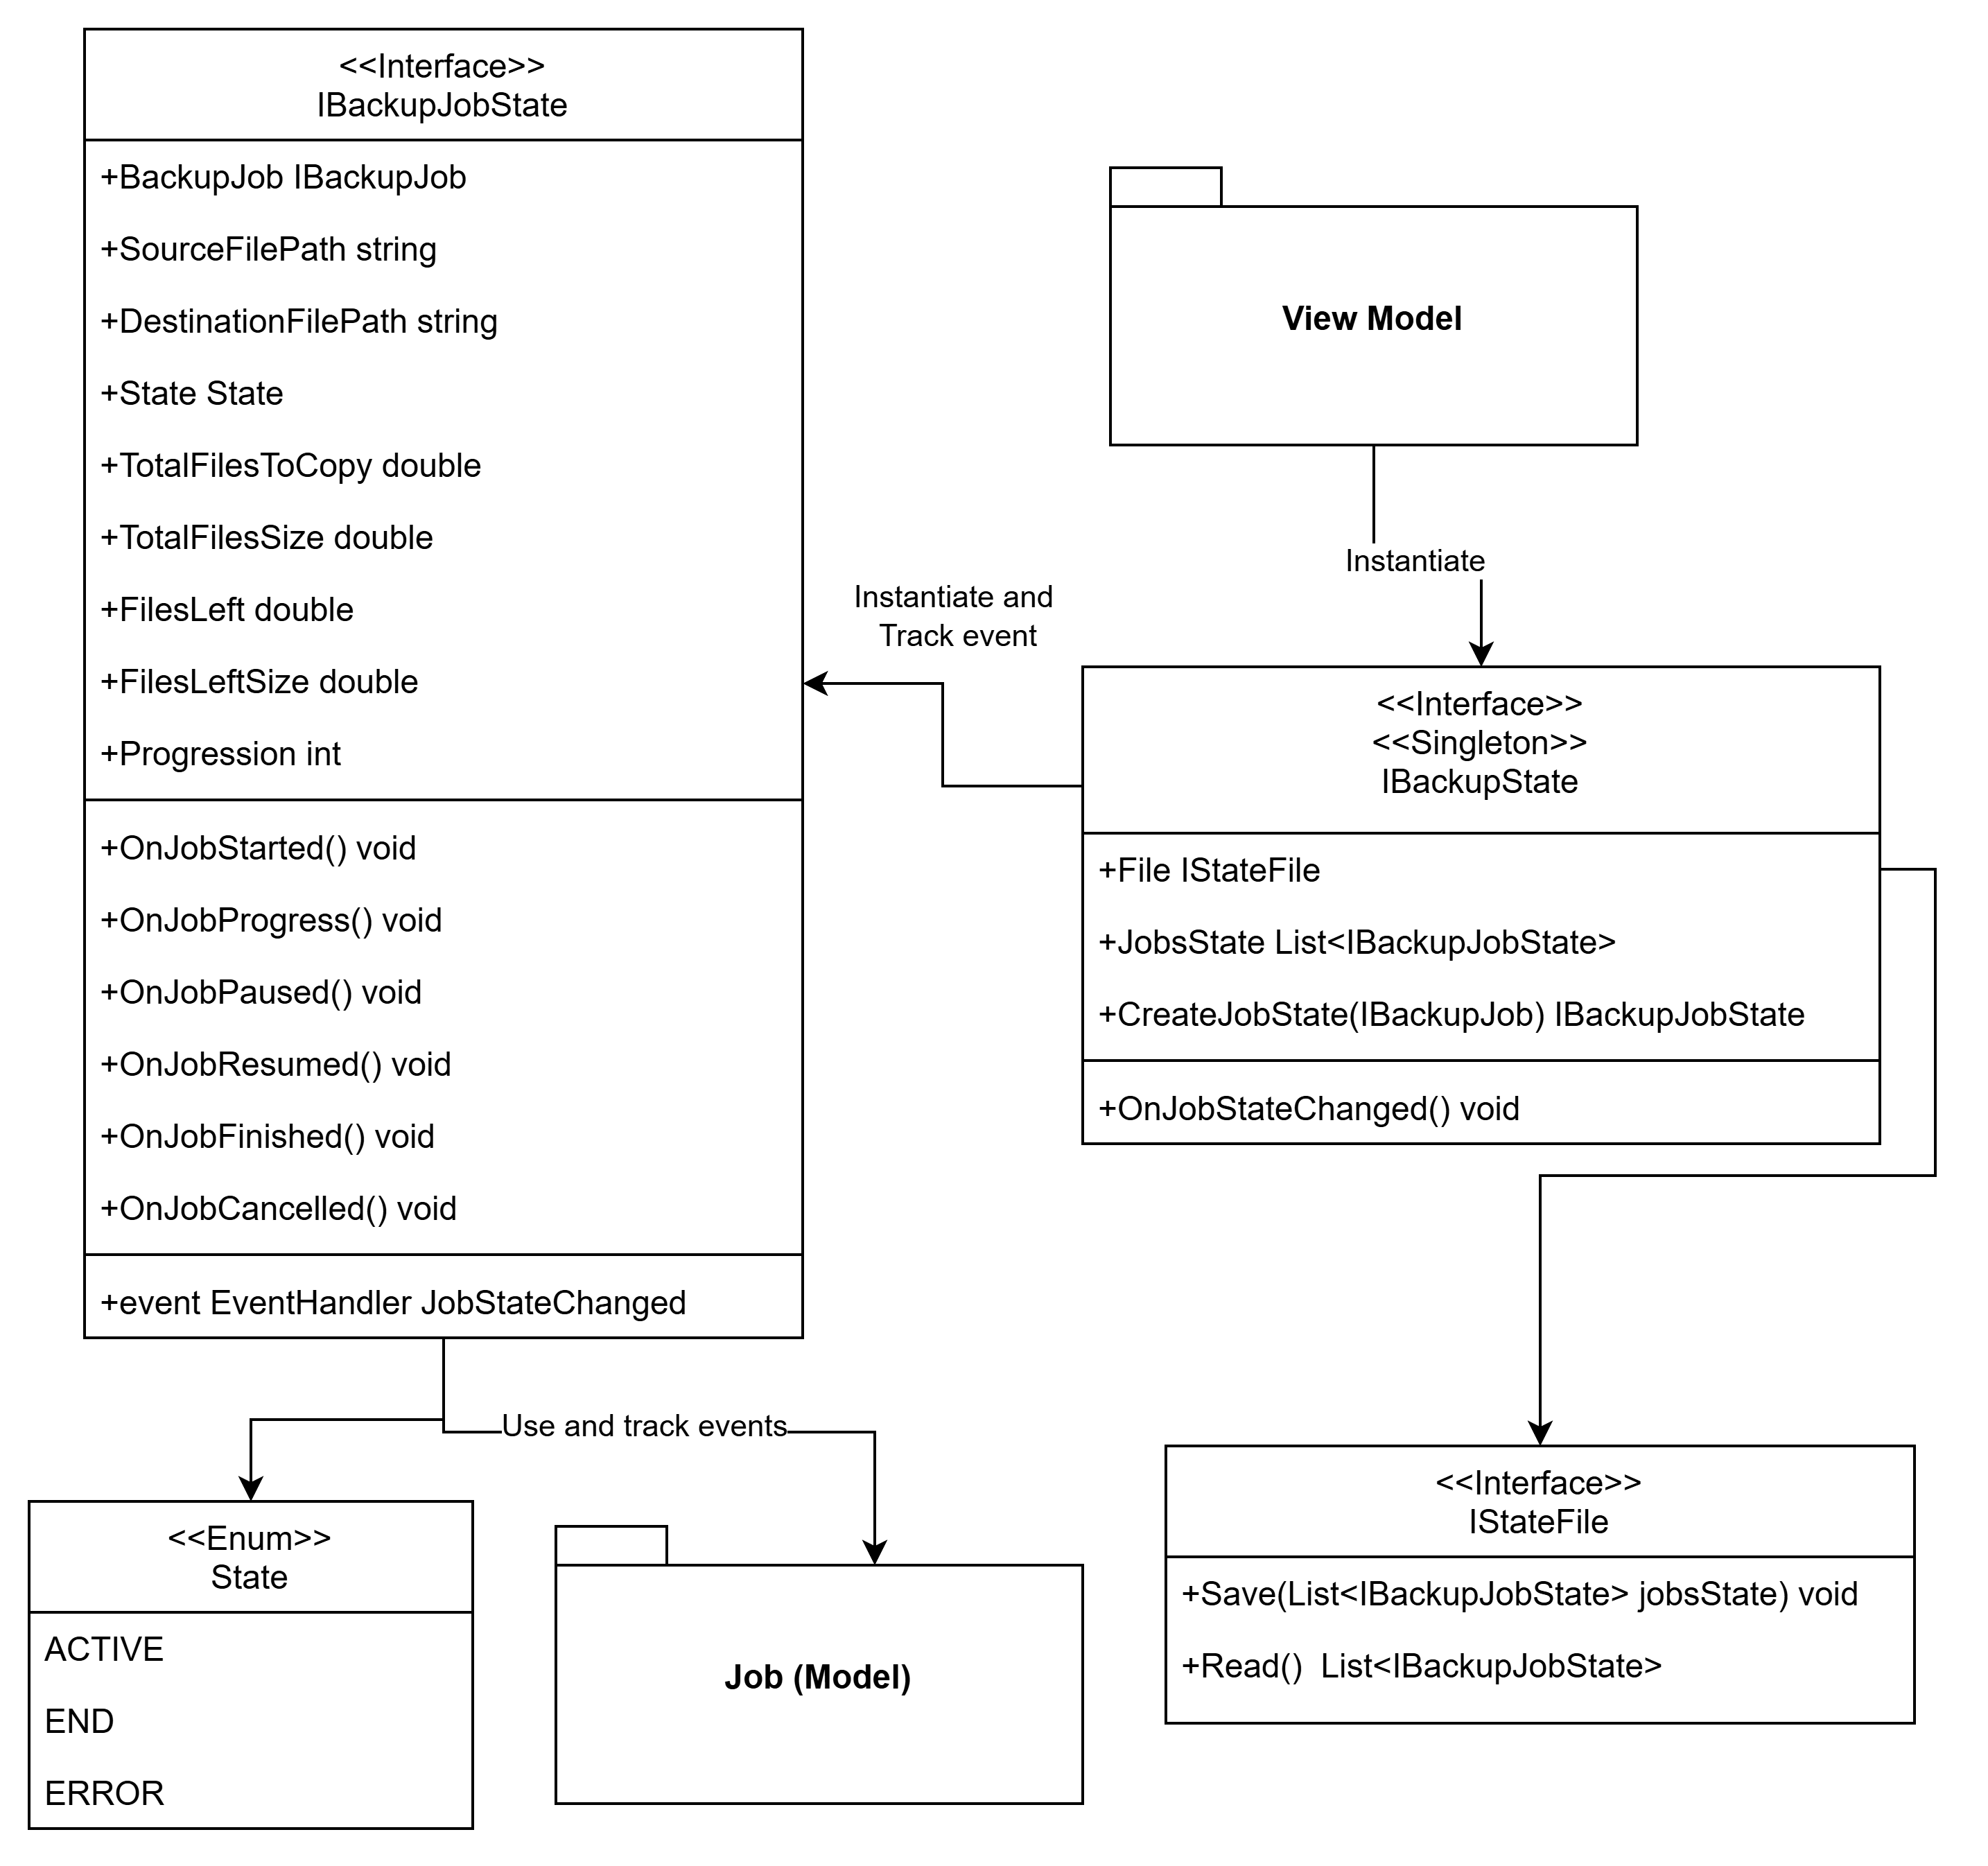 <<Interface>>
IBackupJobState
+BackupJob IBackupJob
+SourceFilePath string
+DestinationFilePath string
+State State
+TotalFilesToCopy double
+TotalFilesSize double
+FilesLeft double
+FilesLeftSize double
+Progression int
+OnJobStarted() void
+OnJobProgress() void
+OnJobPaused() void
+OnJobResumed() void
+OnJobFinished() void
+OnJobCancelled() void
+event EventHandler JobStateChanged
View Model
Instantiate
Instantiate and
Track event
<<Interface>>
<<Singleton>>
IBackupState
+File IStateFile
+JobsState List<IBackupJobState>
+CreateJobState(IBackupJob) IBackupJobState
+OnJobStateChanged() void
Use and track events
<<Enum>>
State
ACTIVE
END
ERROR
Job (Model)
<<Interface>>
IStateFile
+Save(List<IBackupJobState> jobsState) void
+Read()  List<IBackupJobState>